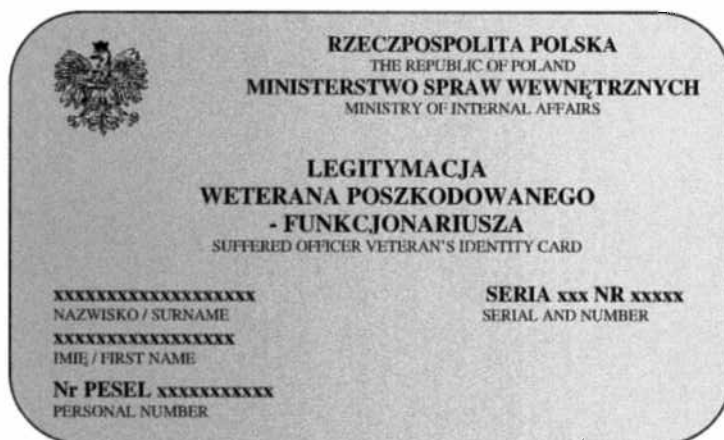 RZECZPOSPOLITA POLSKA
THE REPUBLIC OF POLAND
MINISTERSTWO SPRAW WEWNĘTRZNYCH
MINISTRY OF INTERNAL AFFAIRS
LEGITYMACJA
WETERANA POSZKODOWANEGO
- FUNKCJONARIUSZA
SUFFERED OFFICER VETERAN'S IDENTITY CARD
xxxxxxxxxxxxxxxxxxx
NAZWISKO / SURNAME
xxxxxxxxxxxxxxxxx
IMIĘ / FIRST NAME
Nr PESEL xxxxxxxxxxx
PERSONAL NUMBER
SERIA xxx NR xxxxx
SERIAL AND NUMBER